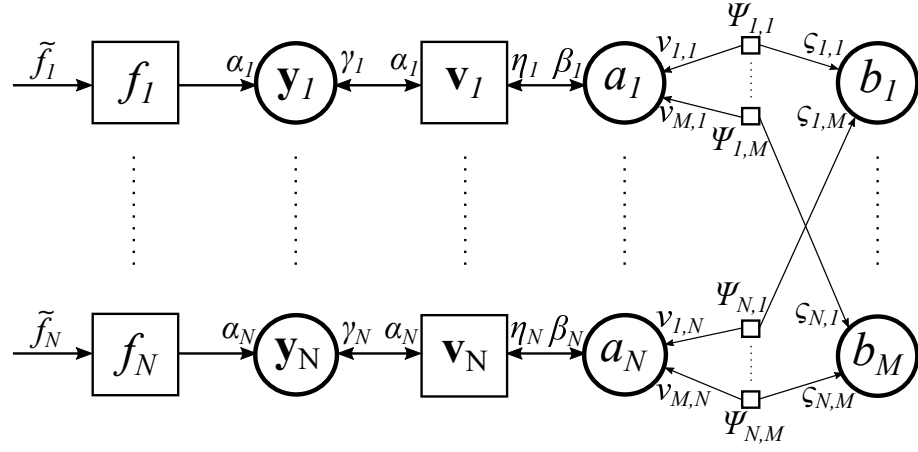 Ψ1,1
f̃1 f1 α1 y1 γ1 α1 v1 η1 β1 a1 ν1,1 ς1,1 b1
νM,1 Ψ1,M ς1,M
f̃N fN αN yN γN αN vN ηN βN aN ν1,N ΨN,1 ςN,1 bM
νM,N ςN,M
ΨN,M